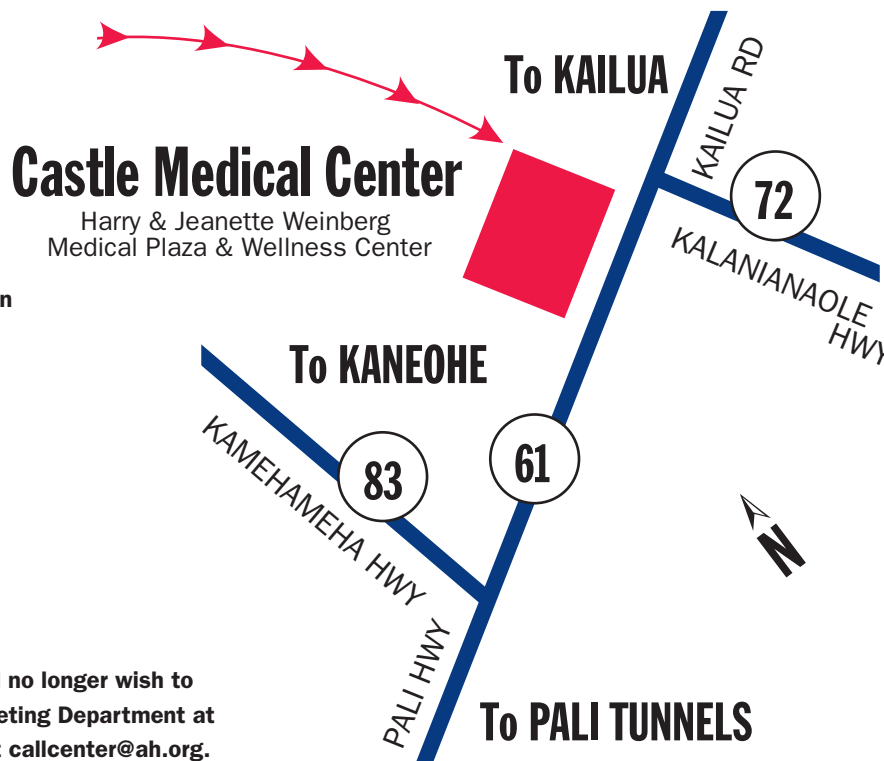 To KAILUA
KAILUA RD
Castle Medical Center
Harry & Jeanette Weinberg
Medical Plaza & Wellness Center
72
KALANIANAOLE
HWY
n
To KANEOHE
KAMEHAMEHA HWY
83
61
N
PALI HWY
no longer wish to
eting Department at
callcenter@ah.org.
To PALI TUNNELS